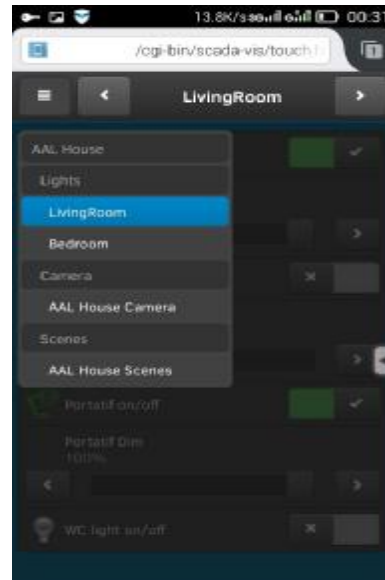 13.8K/s 00:3
/cgi-bin/scada-vis/touch.
1
LivingRoom
AAL House
Lights
LivingRoom
Bedroom
Camera
AAL House Camera
Scenes
AAL House Scenes
Portatif on/off
Portatif Dim
100%
WC light on/off